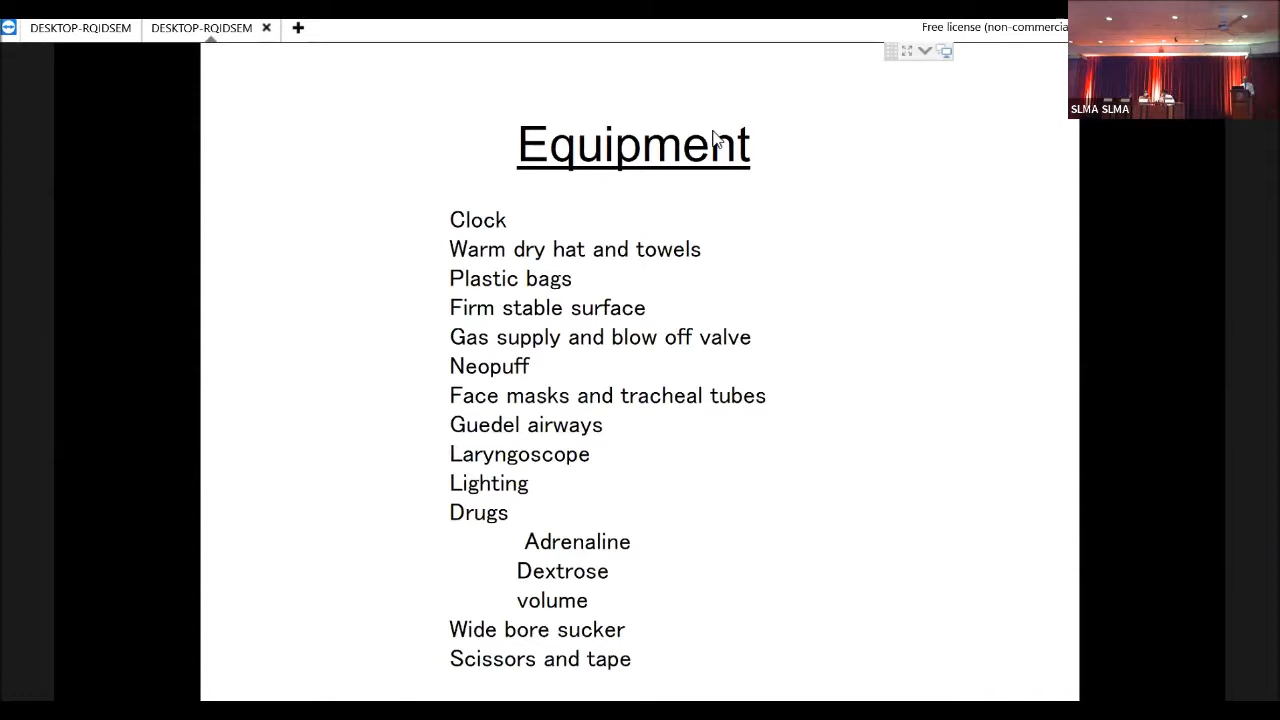 DESKTOP-RQIDSEM
DESKTOP-RQIDSEM
Free license (non-commercia
SLMA SLMA
Equipment
Clock
Warm dry hat and towels
Plastic bags
Firm stable surface
Gas supply and blow off valve
Neopuff
Face masks and tracheal tubes
Guedel airways
Laryngoscope
Lighting
Drugs
Adrenaline
Dextrose
volume
Wide bore sucker
Scissors and tape